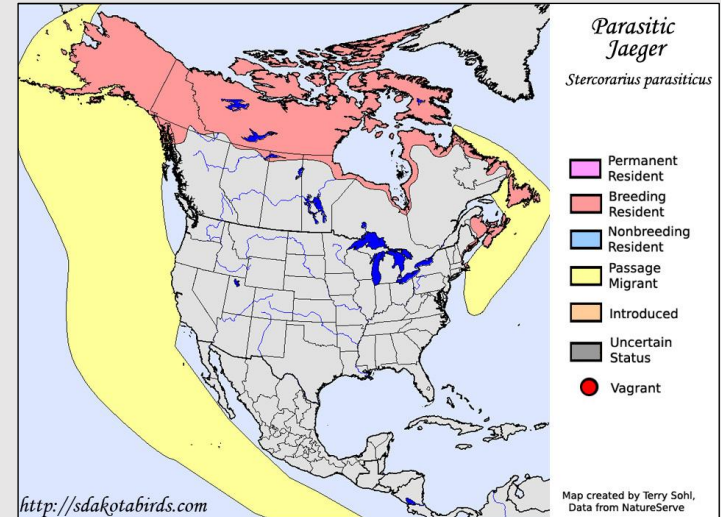 Parasitic
Jaeger
Stercorarius parasiticus
Permanent
Resident
Breeding
Resident
Nonbreeding
Resident
Passage
Migrant
Introduced
Uncertain
Status
Vagrant
http://sdakotabirds.com
Map created by Terry Sohl,
Data from NatureServe